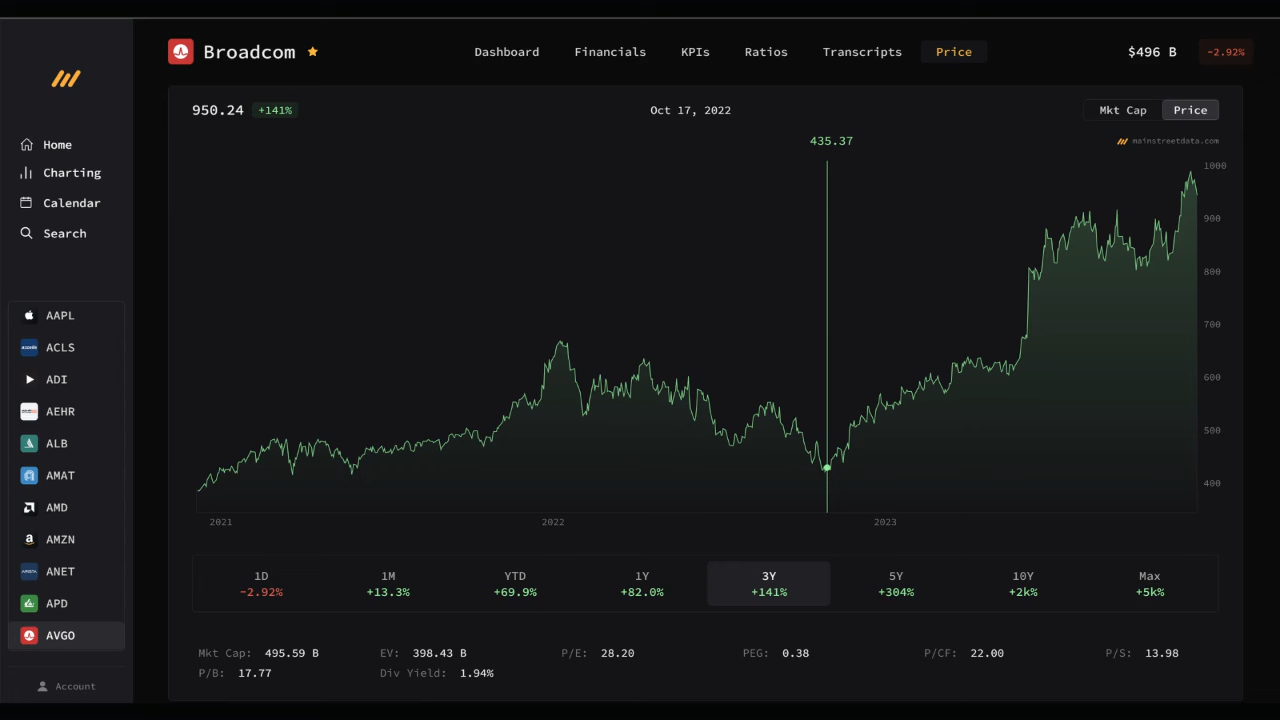 Broadcom
Dashboard Financials KPIs Ratios Transcripts Price
$496 B -2.92%
950.24 +141%
Oct 17, 2022
Mkt Cap Price
435.37
mainstreetdata.com
Home
Charting
Calendar
Search
AAPL
ACLS
ADI
AEHR
ALB
AMAT
AMD
AMZN
ANET
APD
AVGO
Account
1000
900
800
700
600
500
400
2021 2022 2023
1D 1M YTD 1Y 3Y 5Y 10Y Max
-2.92% +13.3% +69.9% +82.0% +141% +304% +2k% +5k%
Mkt Cap: 495.59 B EV: 398.43 B P/E: 28.20 PEG: 0.38 P/CF: 22.00 P/S: 13.98
P/B: 17.77 Div Yield: 1.94%